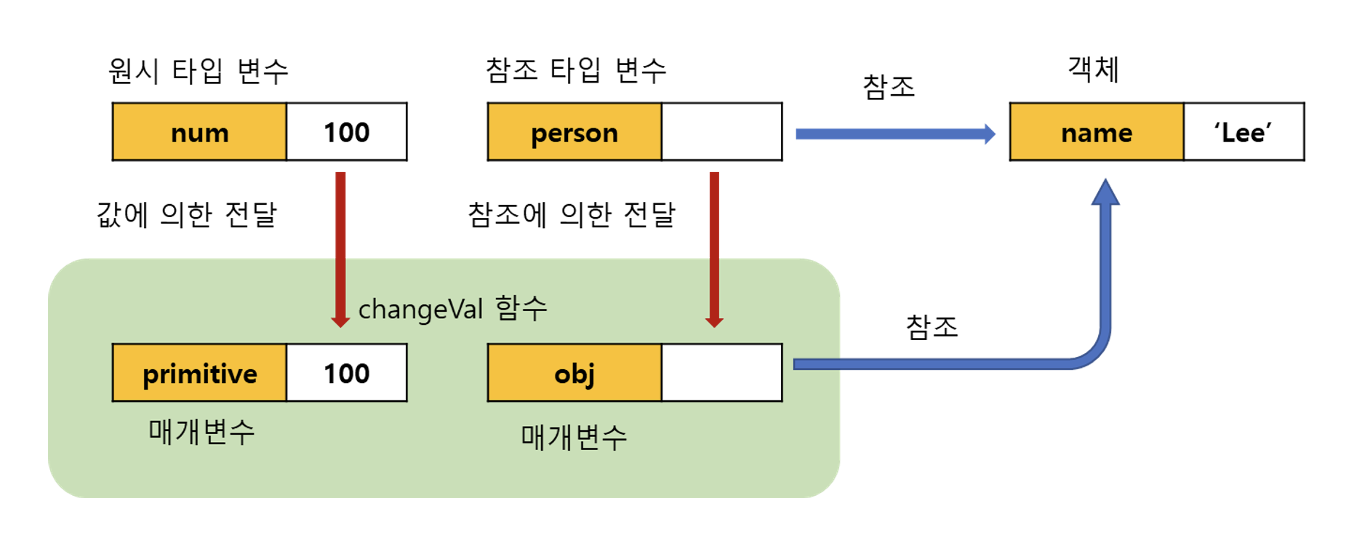 원시 타입 변수
참조 타입 변수
참조
객체
num 100
person
name ‘Lee’
값에 의한 전달
참조에 의한 전달
changeVal 함수
참조
primitive 100
obj
매개변수
매개변수